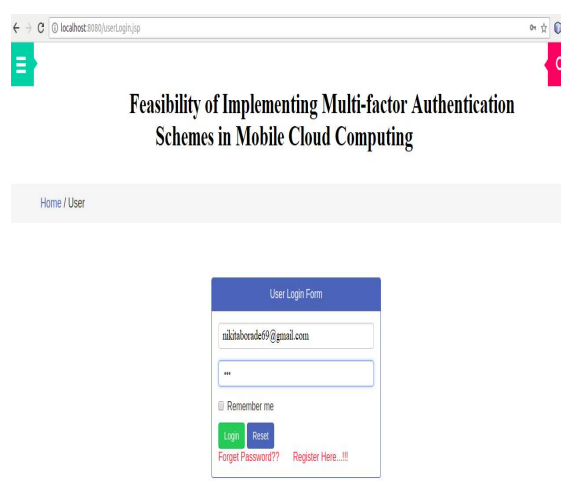 localhost:8080/userLogin.jsp
Feasibility of Implementing Multi-factor Authentication
Schemes in Mobile Cloud Computing
Home / User
User Login Form
nikitaborade69@gmail.com
•••
Remember me
Login Reset
Forget Password?? Register Here...!!!